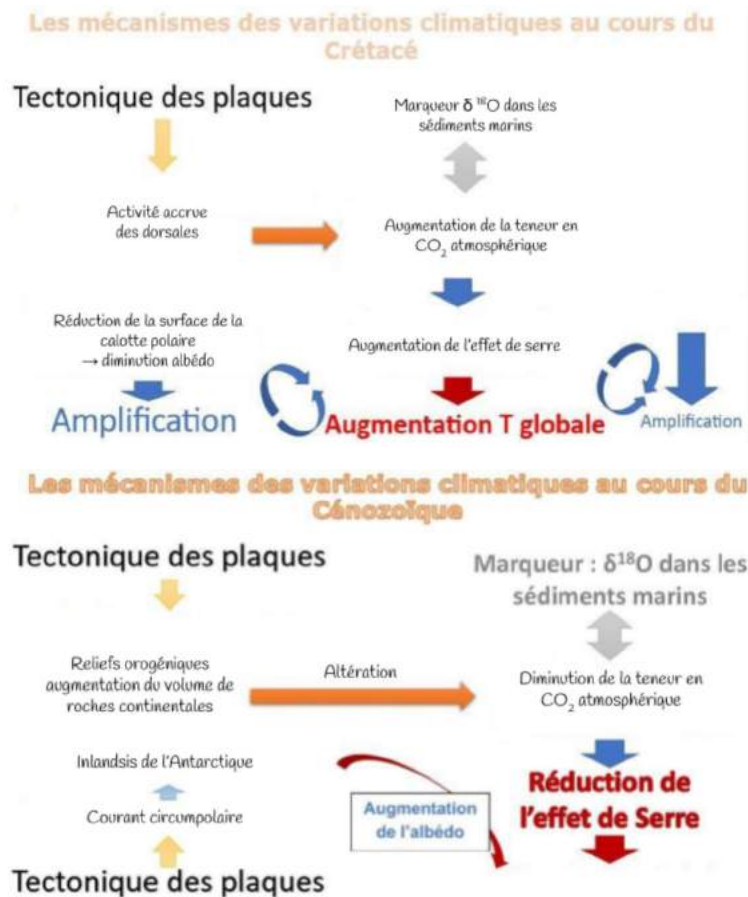 Les mécanismes des variations climatiques au cours du
Crétacé
Tectonique des plaques
Marqueur δ ¹⁸O dans les
sédiments marins
Activité accrue
des dorsales
Augmentation de la teneur en
CO₂ atmosphérique
Réduction de la surface de la
calotte polaire
→ diminution albédo
Augmentation de l'effet de serre
Amplification
Augmentation T globale
Amplification
Les mécanismes des variations climatiques au cours du
Cénozoïque
Tectonique des plaques
Marqueur : δ¹⁸O dans les
sédiments marins
Reliefs orogéniques
augmentation du volume de
roches continentales
Altération
Diminution de la teneur en
CO₂ atmosphérique
Inlandsis de l'Antarctique
Courant circumpolaire
Augmentation
de l'albédo
Réduction de
l'effet de Serre
Tectonique des plaques